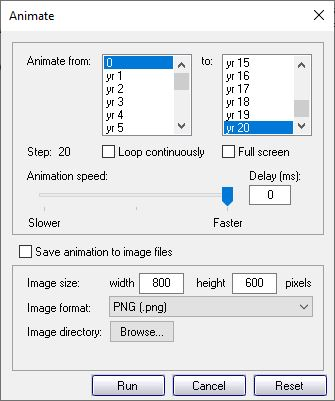 Animate
Animate from: 0 to: yr 15
yr 1 yr 16
yr 2 yr 17
yr 3 yr 18
yr 4 yr 19
yr 5 yr 20
Step: 20 Loop continuously Full screen
Animation speed: Delay (ms):
0
Slower Faster
Save animation to image files
Image size: width 800 height 600 pixels
Image format: PNG (.png)
Image directory: Browse...
Run Cancel Reset